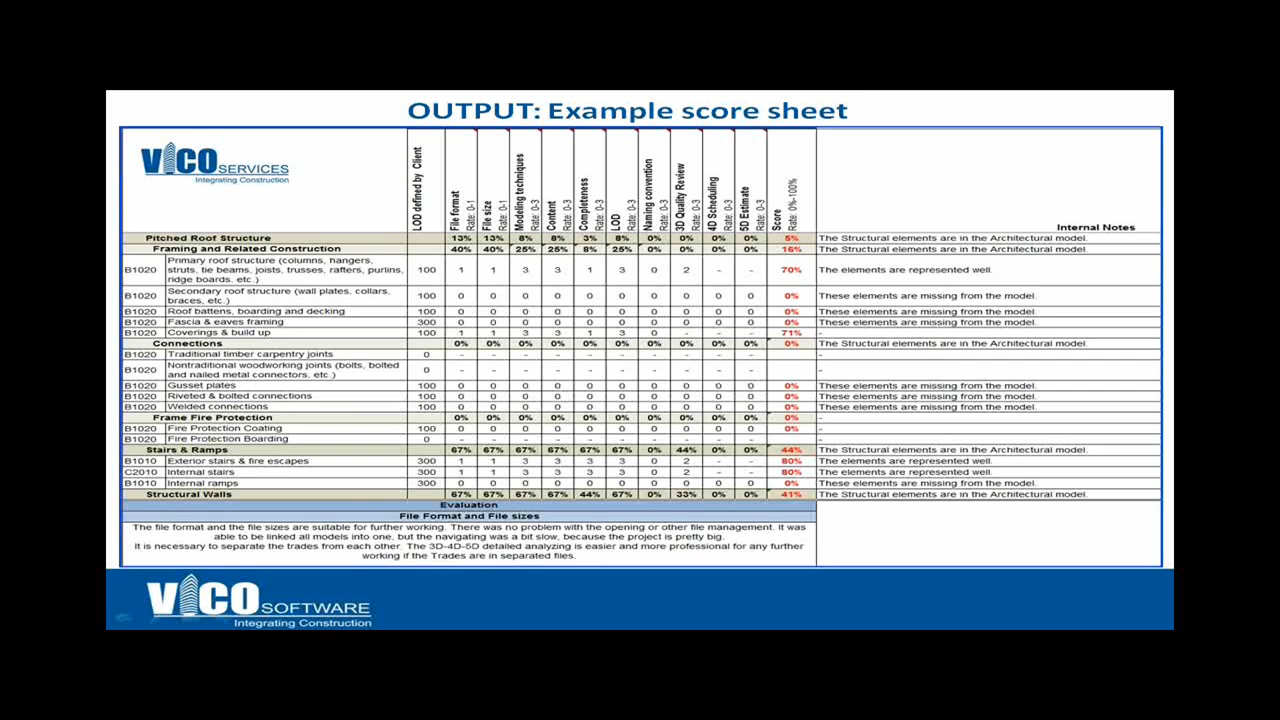 OUTPUT: Example score sheet
VICO SERVICES
Integrating Construction
LOD defined by Client
File format Rate: 0-1
File size Rate: 0-1
Modeling techniques Rate: 0-3
Content Rate: 0-3
Completeness Rate: 0-3
LOD Rate: 0-3
Naming convention Rate: 0-3
3D Quality Review Rate: 0-3
4D Scheduling Rate: 0-3
5D Estimate Rate: 0-3
Score Rate: 0%-100%
Internal Notes
Pitched Roof Structure 13% 13% 8% 8% 3% 8% 0% 0% 0% 0% 5% The Structural elements are in the Architectural model.
Framing and Related Construction 40% 40% 25% 25% 8% 25% 0% 0% 0% 0% 16% The Structural elements are in the Architectural model.
Primary roof structure (columns, hangers,
B1020 struts, tie beams, joists, trusses, rafters, purlins, 100 1 1 3 3 1 3 0 2 - - 70% The elements are represented well.
ridge boards, etc.)
B1020 Secondary roof structure (wall plates, collars, 100 0 0 0 0 0 0 0 0 0 0 0% These elements are missing from the model.
braces, etc.)
B1020 Roof battens, boarding and decking 100 0 0 0 0 0 0 0 0 0 0 0% These elements are missing from the model.
B1020 Fascia & eaves framing 300 0 0 0 0 0 0 0 0 0 0 0% These elements are missing from the model.
B1020 Coverings & build up 100 1 1 3 3 1 3 0 - - - 71% -
Connections 0% 0% 0% 0% 0% 0% 0% 0% 0% 0% 0% The Structural elements are in the Architectural model.
B1020 Traditional timber carpentry joints 0 - - - - - - - - - - -
B1020 Nontraditional woodworking joints (bolts, bolted 0 - - - - - - - - - - -
and nailed metal connectors, etc.)
B1020 Gusset plates 100 0 0 0 0 0 0 0 0 0 0 0% These elements are missing from the model.
B1020 Riveted & bolted connections 100 0 0 0 0 0 0 0 0 0 0 0% These elements are missing from the model.
B1020 Welded connections 100 0 0 0 0 0 0 0 0 0 0 0% These elements are missing from the model.
Frame Fire Protection 0% 0% 0% 0% 0% 0% 0% 0% 0% 0% 0% -
B1020 Fire Protection Coating 100 0 0 0 0 0 0 0 0 0 0 0% -
B1020 Fire Protection Boarding 0 - - - - - - - - - - -
Stairs & Ramps 67% 67% 67% 67% 67% 67% 0% 44% 0% 0% 44% The Structural elements are in the Architectural model.
B1010 Exterior stairs & fire escapes 300 1 1 3 3 3 3 0 2 - - 80% The elements are represented well.
C2010 Internal stairs 300 1 1 3 3 3 3 0 2 - - 80% The elements are represented well.
B1010 Internal ramps 300 0 0 0 0 0 0 0 0 0 0 0% These elements are missing from the model.
Structural Walls 67% 67% 67% 67% 44% 67% 0% 33% 0% 0% 41% The Structural elements are in the Architectural model.
Evaluation
File Format and File sizes
The file format and the file sizes are suitable for further working. There was no problem with the opening or other file management. It was
able to be linked all models into one, but the navigating was a bit slow, because the project is pretty big.
It is necessary to separate the trades from each other. The 3D-4D-5D detailed analyzing is easier and more professional for any further
working if the Trades are in separated files.
VICO SOFTWARE
Integrating Construction